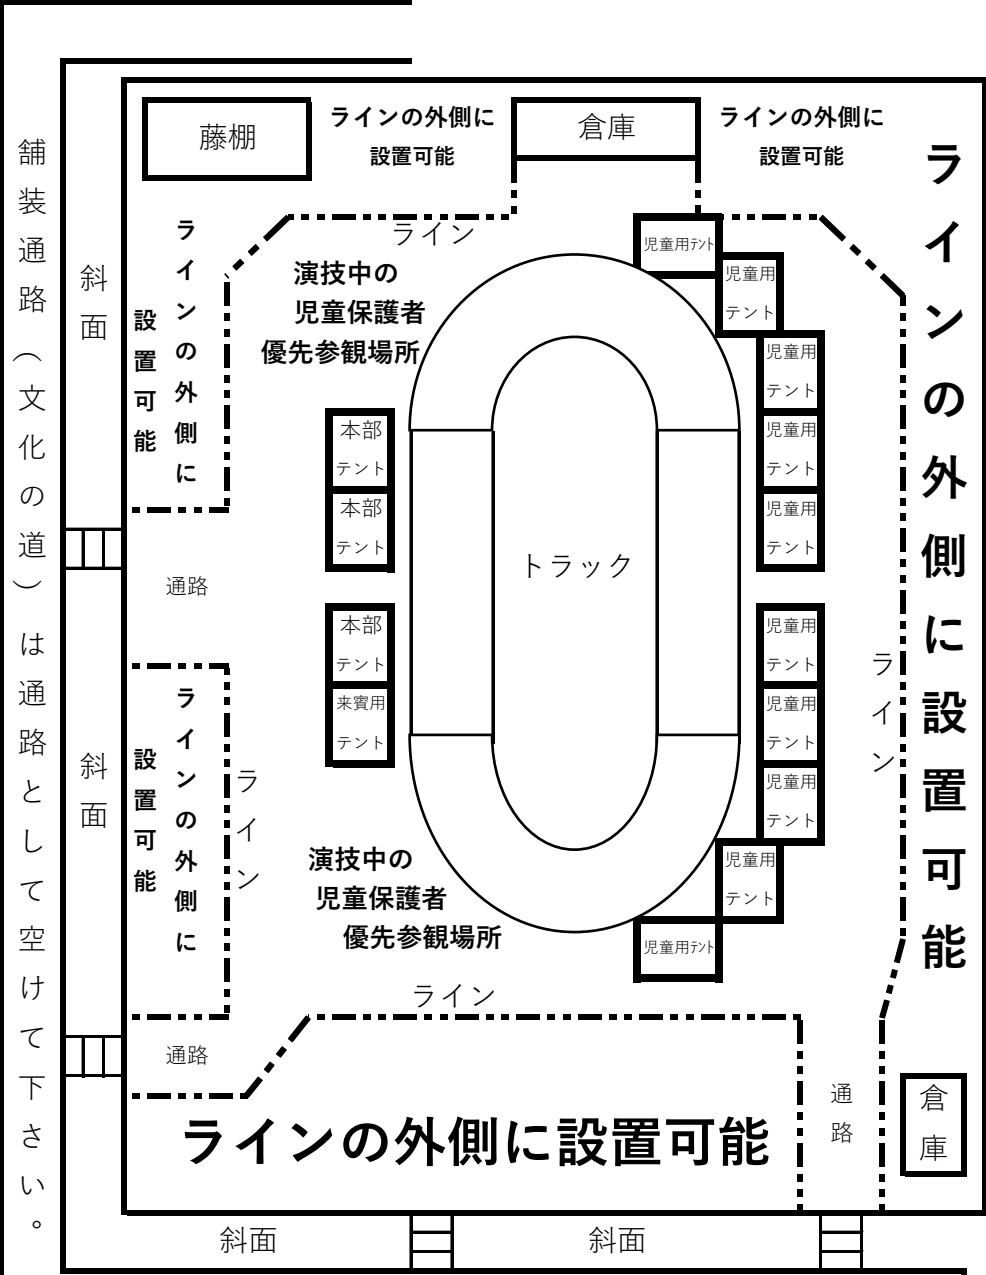 舗装通路（文化の道）は通路として空けて下さい。
斜面
斜面
藤棚
ラインの外側に
設置可能
倉庫
ラインの外側に
設置可能
ラインの外側に設置可能
ラインの外側に
設置可能
ライン
演技中の
児童保護者
優先参観場所
児童用テント
児童用
テント
児童用
テント
児童用
テント
児童用
テント
本部
テント
本部
テント
トラック
通路
本部
テント
来賓用
テント
児童用
テント
児童用
テント
児童用
テント
児童用
テント
児童用テント
ライン
ラインの外側に
設置可能
ライン
演技中の
児童保護者
優先参観場所
ライン
通路
ラインの外側に設置可能
通路
倉庫
斜面
斜面